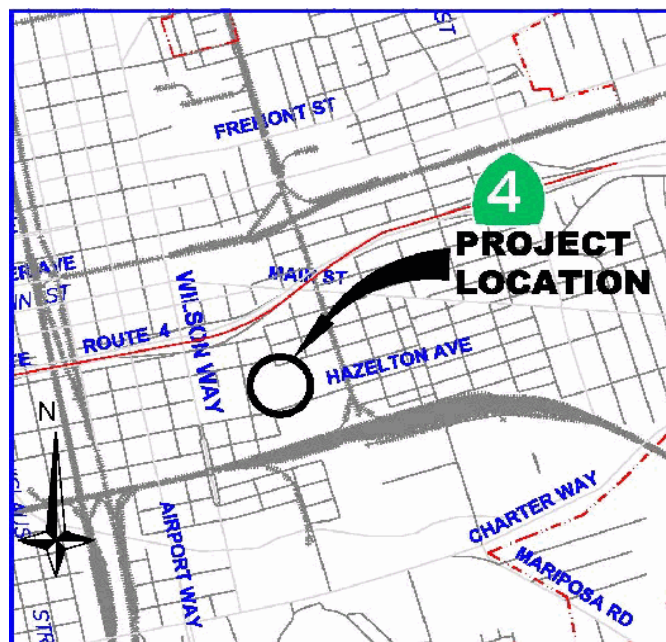 ST
FREMONT ST
4
PROJECT
LOCATION
MAIN ST
ST
WILSON WAY
ROUTE 4
HAZELTON AVE
N
CHARTER WAY
AIRPORT WAY
MARIPOSA RD